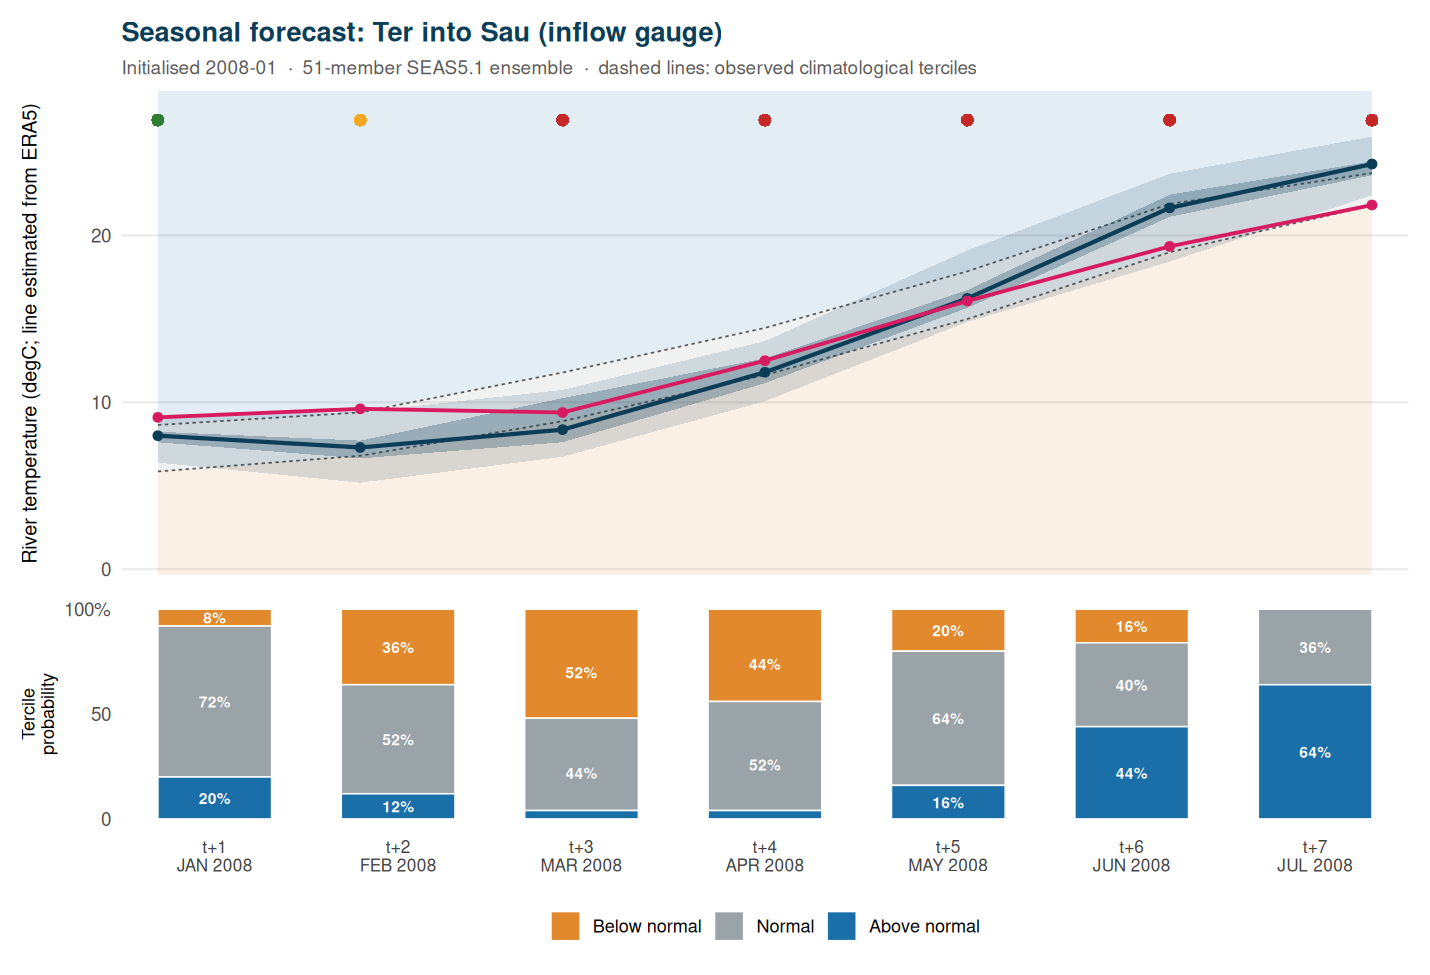 Seasonal forecast: Ter into Sau (inflow gauge)
Initialised 2008-01 · 51-member SEAS5.1 ensemble · dashed lines: observed climatological terciles
River temperature (degC; line estimated from ERA5)
20
10
0
Tercile
probability
100%
50
0
8%
72%
20%
36%
52%
12%
52%
44%
44%
52%
20%
64%
16%
16%
40%
44%
36%
64%
t+1
JAN 2008
t+2
FEB 2008
t+3
MAR 2008
t+4
APR 2008
t+5
MAY 2008
t+6
JUN 2008
t+7
JUL 2008
Below normal
Normal
Above normal